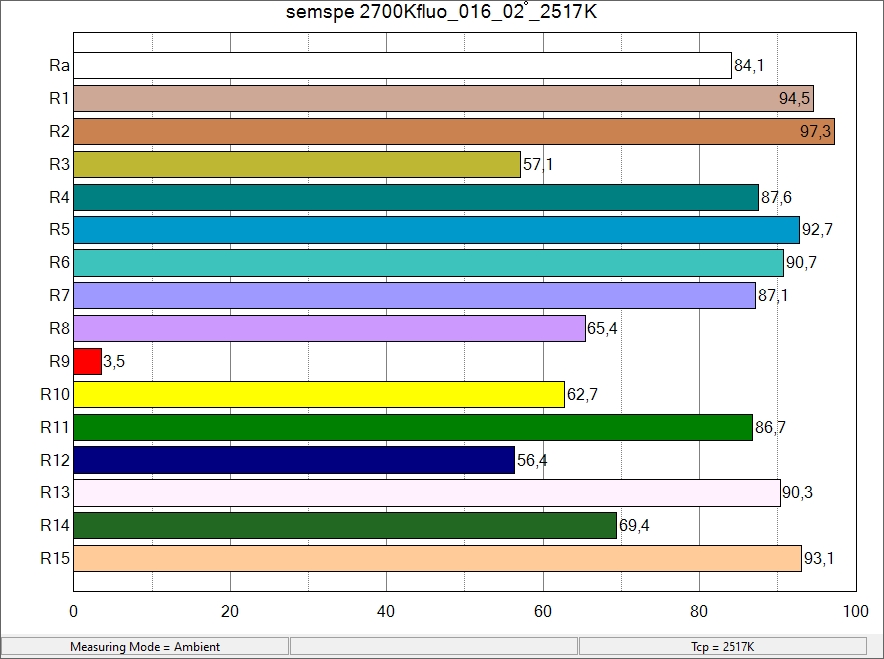 semspe 2700Kfluo_016_02°_2517K
Ra 84,1
R1 94,5
R2 97,3
R3 57,1
R4 87,6
R5 92,7
R6 90,7
R7 87,1
R8 65,4
R9 3,5
R10 62,7
R11 86,7
R12 56,4
R13 90,3
R14 69,4
R15 93,1
0 20 40 60 80 100
Measuring Mode = Ambient Tcp = 2517K